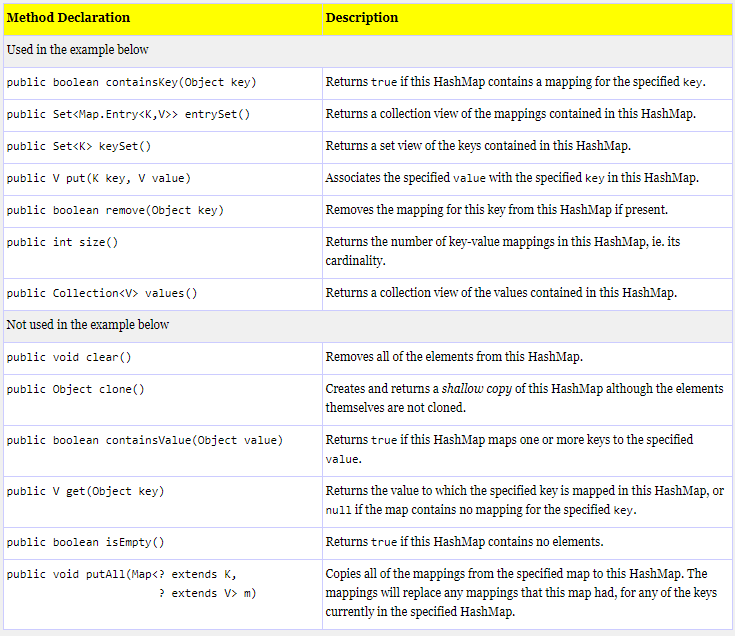 Method Declaration Description
Used in the example below
public boolean containsKey(Object key) Returns true if this HashMap contains a mapping for the specified key.
public Set<Map.Entry<K,V>> entrySet() Returns a collection view of the mappings contained in this HashMap.
public Set<K> keySet() Returns a set view of the keys contained in this HashMap.
public V put(K key, V value) Associates the specified value with the specified key in this HashMap.
public boolean remove(Object key) Removes the mapping for this key from this HashMap if present.
public int size() Returns the number of key-value mappings in this HashMap, ie. its
cardinality.
public Collection<V> values() Returns a collection view of the values contained in this HashMap.
Not used in the example below
public void clear() Removes all of the elements from this HashMap.
public Object clone() Creates and returns a shallow copy of this HashMap although the elements
themselves are not cloned.
public boolean containsValue(Object value) Returns true if this HashMap maps one or more keys to the specified
value.
public V get(Object key) Returns the value to which the specified key is mapped in this HashMap, or
null if the map contains no mapping for the specified key.
public boolean isEmpty() Returns true if this HashMap contains no elements.
public void putAll(Map<? extends K, Copies all of the mappings from the specified map to this HashMap. The
? extends V> m) mappings will replace any mappings that this map had, for any of the keys
currently in the specified HashMap.